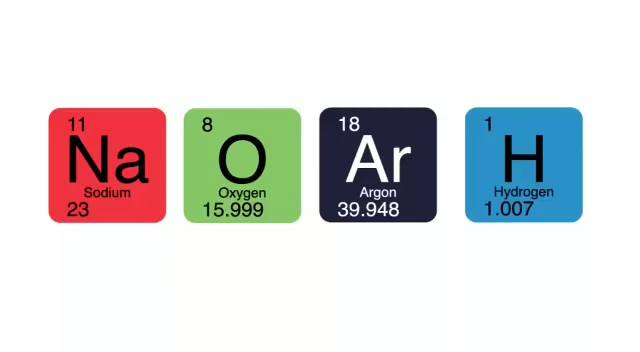 11
Na
Sodium
23
8
O
Oxygen
15.999
18
Ar
Argon
39.948
1
H
Hydrogen
1.007